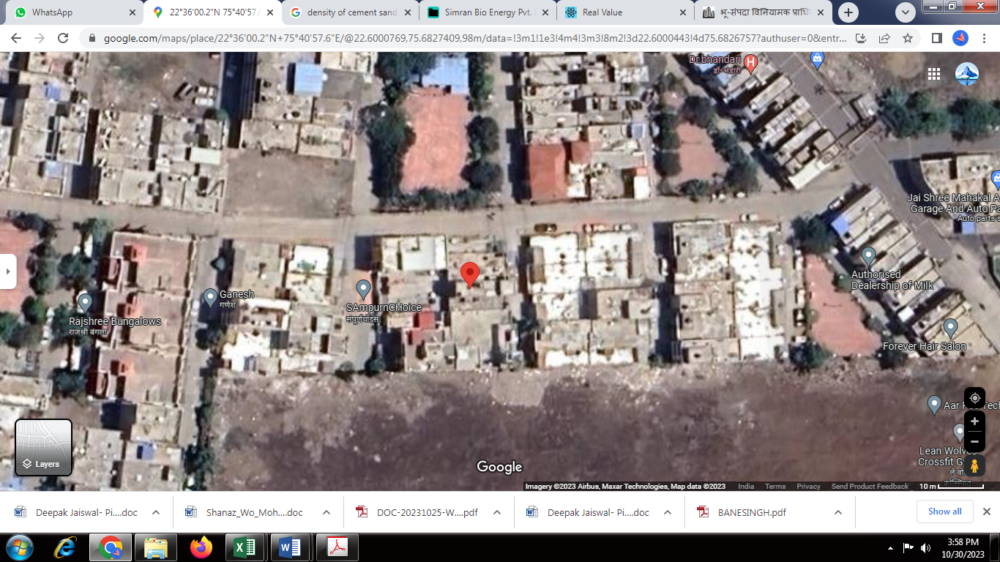 WhatsApp
22°36'00.2"N 75°40'57.
density of cement sand
Simran Bio Energy Pvt.
Real Value
भू-संपदा विनियामक प्राधि
google.com/maps/place/22°36'00.2"N+75°40'57.6"E/@22.6000769,75.6827409,98m/data=!3m1!1e3!4m4!3m3!8m2!3d22.6000443!4d75.6826757?authuser=0&entr...
Dr.bhandari
डॉ॰ भंडारी
H
Jai Shree Mahakal A
Garage And Auto Pa
Auto parts s
Authorised
Dealership of Milk
Ganesh
गणेश
SAmpurnCHoice
संपूर्णचॉइस
Rajshree Bungalows
राजश्री बंगला
Forever Hair Salon
Aar
Tec
Lean Wolv
Crossfit G
Layers
Google
Imagery ©2023 Airbus, Maxar Technologies, Map data ©2023
India
Terms
Privacy
Send Product Feedback
10 m
Deepak Jaiswal- Pi....doc
Shanaz_Wo_Moh....doc
DOC-20231025-W....pdf
Deepak Jaiswal- Pi....doc
BANESINGH.pdf
Show all
3:58 PM
10/30/2023